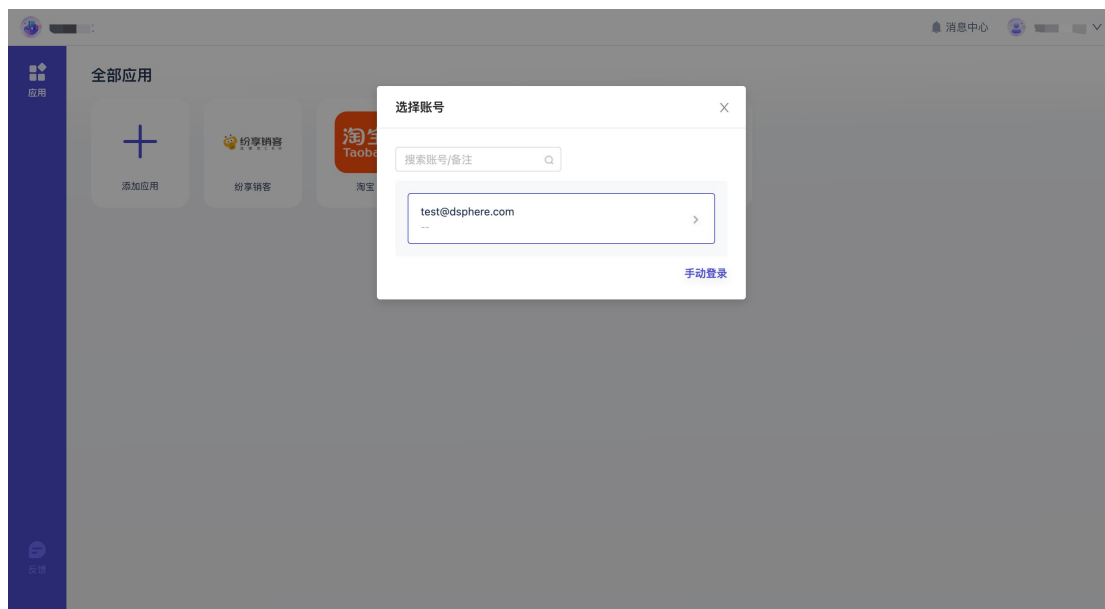 消息中心
应用
全部应用
选择账号
搜索账号/备注
test@dsphere.com
--
手动登录
纷享销客
淘宝
Taoba
添加应用
纷享销客
淘宝
反馈